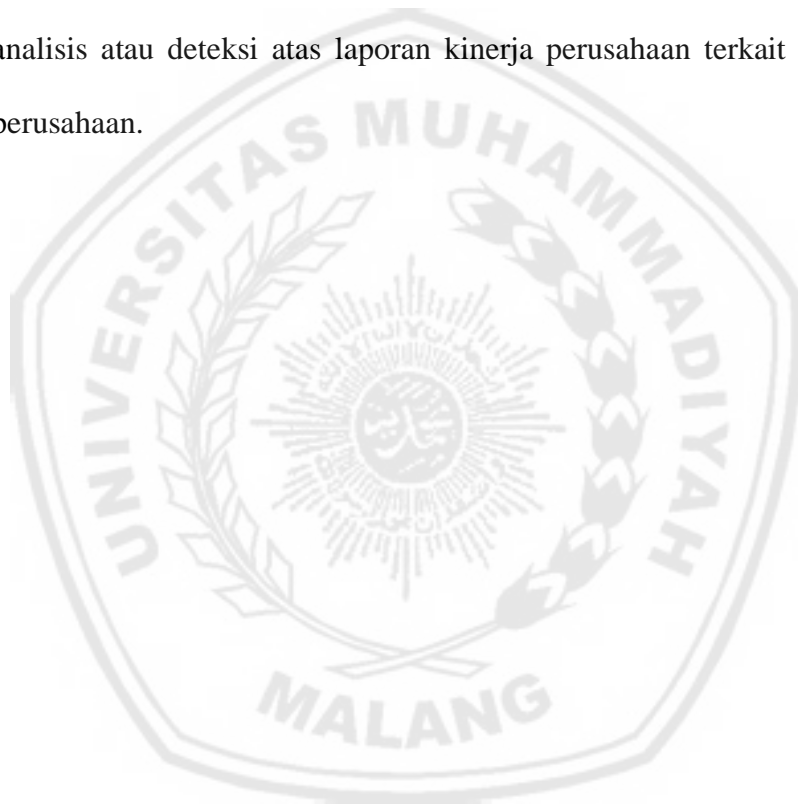 analisis atau deteksi atas laporan kinerja perusahaan terkait
perusahaan.
UNIVERSITAS MUHAMMADIYAH
MALANG